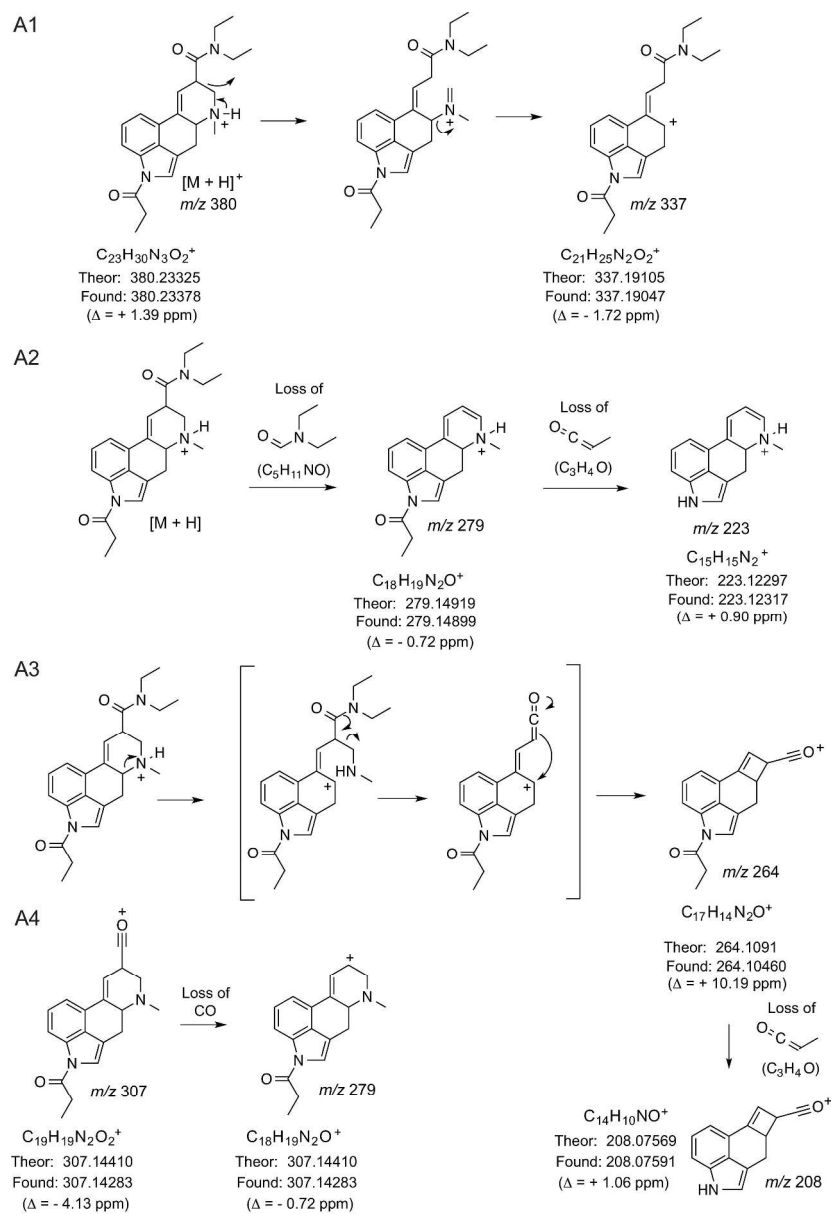 A1
O
N
N
H
+
N
O
[M + H]+
m/z 380
C23H30N3O2+
Theor: 380.23325
Found: 380.23378
(Δ = + 1.39 ppm)
O
N
N
+
N
O
O
N
+
N
O
m/z 337
C21H25N2O2+
Theor: 337.19105
Found: 337.19047
(Δ = - 1.72 ppm)
A2
O
N
N
H
+
N
O
[M + H]
Loss of
O
N
(C5H11NO)
N
H
+
N
O
m/z 279
C18H19N2O+
Theor: 279.14919
Found: 279.14899
(Δ = - 0.72 ppm)
Loss of
O
C
(C3H4O)
N
H
+
HN
m/z 223
C15H15N2+
Theor: 223.12297
Found: 223.12317
(Δ = + 0.90 ppm)
A3
O
N
N
H
+
N
O
O
N
HN
+
N
O
O
C
+
N
O
C
O+
N
O
m/z 264
C17H14N2O+
Theor: 264.1091
Found: 264.10460
(Δ = + 10.19 ppm)
Loss of
O
C
(C3H4O)
C14H10NO+
Theor: 208.07569
Found: 208.07591
(Δ = + 1.06 ppm)
C
O+
HN
m/z 208
A4
+
O
C
N
N
O
m/z 307
C19H19N2O2+
Theor: 307.14410
Found: 307.14283
(Δ = - 4.13 ppm)
Loss of
CO
+
N
N
O
m/z 279
C18H19N2O+
Theor: 307.14410
Found: 307.14283
(Δ = - 0.72 ppm)